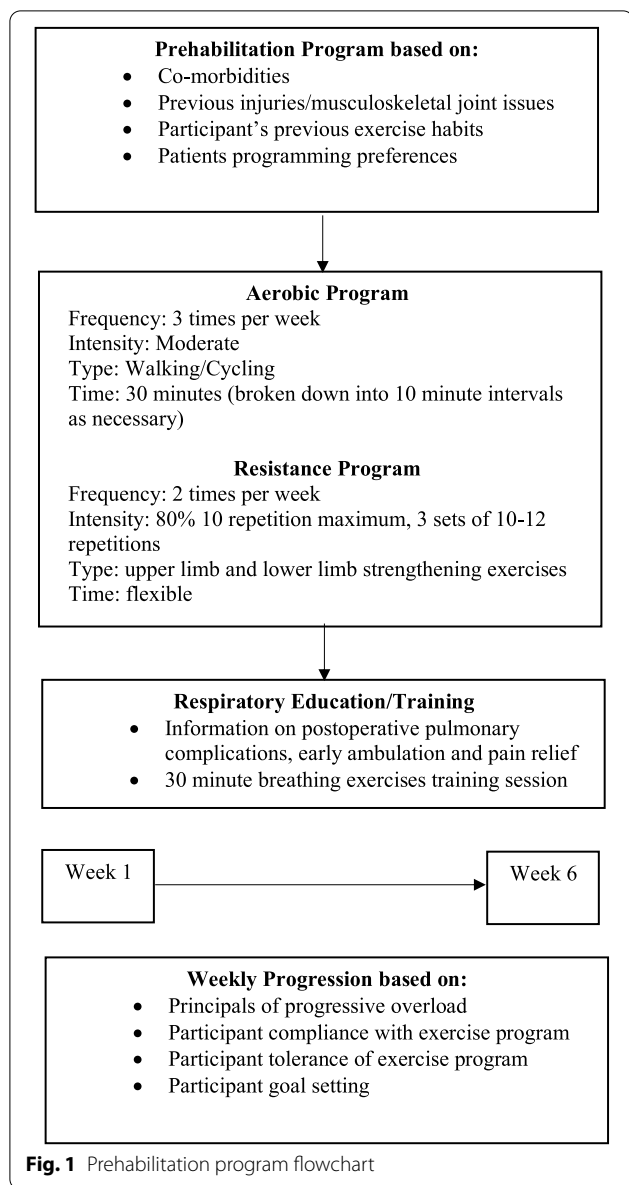 Prehabilitation Program based on:
• Co-morbidities
• Previous injuries/musculoskeletal joint issues
• Participant's previous exercise habits
• Patients programming preferences
Aerobic Program
Frequency: 3 times per week
Intensity: Moderate
Type: Walking/Cycling
Time: 30 minutes (broken down into 10 minute intervals
as necessary)
Resistance Program
Frequency: 2 times per week
Intensity: 80% 10 repetition maximum, 3 sets of 10-12
repetitions
Type: upper limb and lower limb strengthening exercises
Time: flexible
Respiratory Education/Training
• Information on postoperative pulmonary
complications, early ambulation and pain relief
• 30 minute breathing exercises training session
Week 1
Week 6
Weekly Progression based on:
• Principals of progressive overload
• Participant compliance with exercise program
• Participant tolerance of exercise program
• Participant goal setting
Fig. 1 Prehabilitation program flowchart